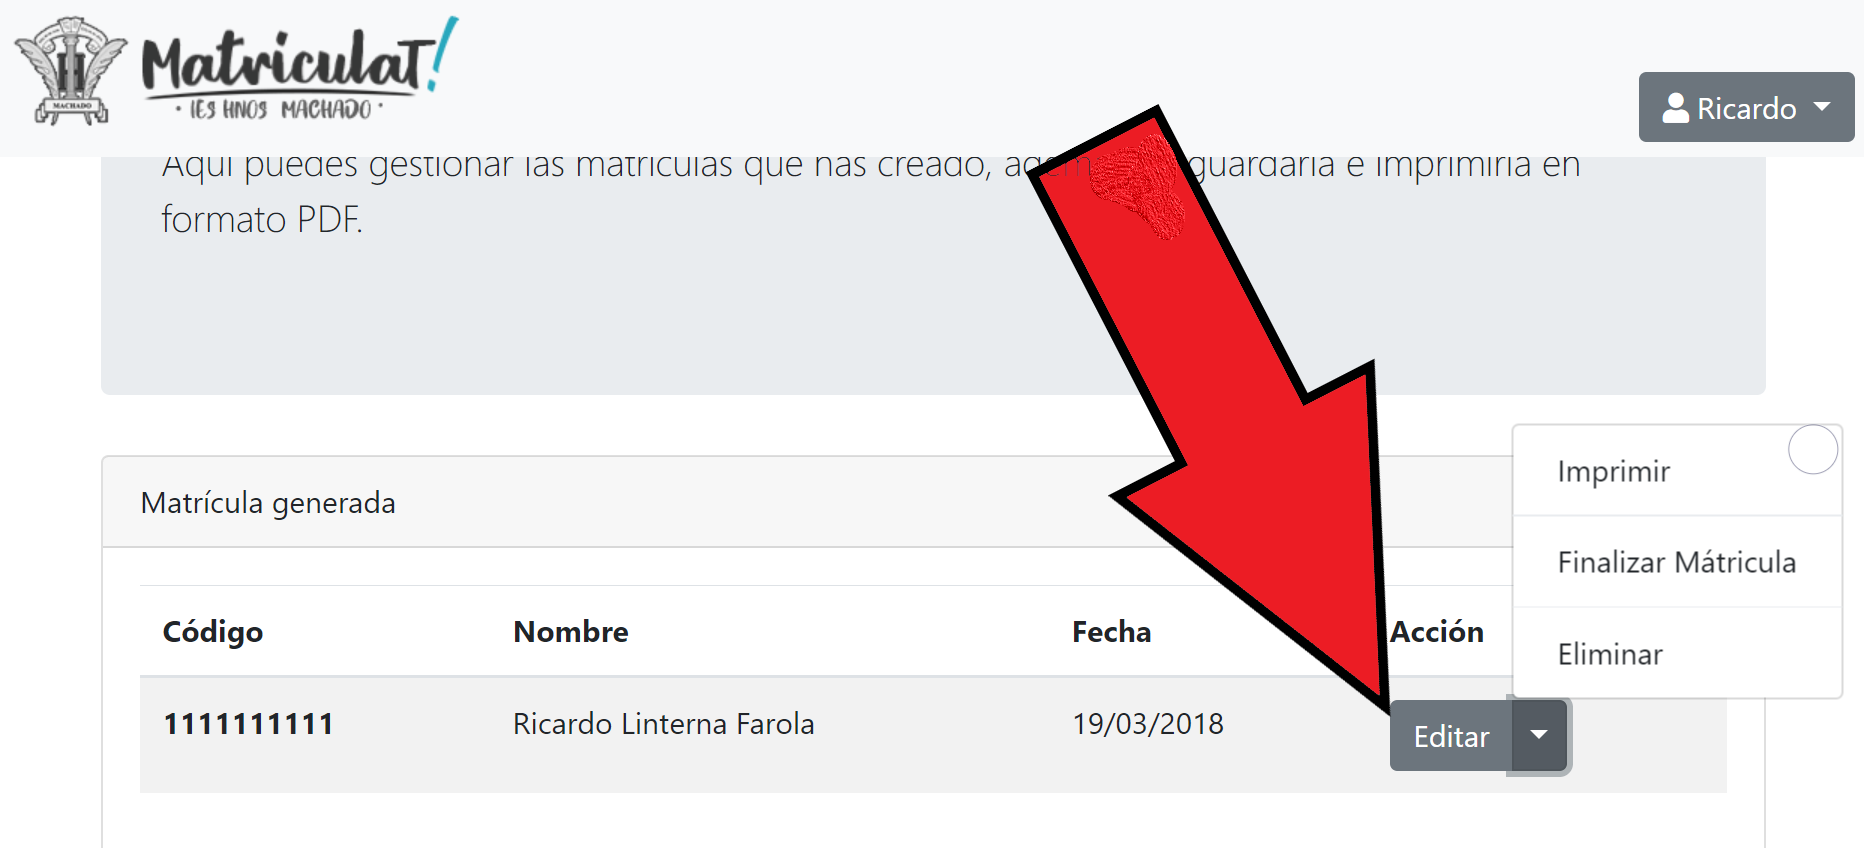 MACHADO
MatriculaT!
· IES HNOS MACHADO ·
Ricardo
Aquí puedes gestionar las matrículas que has creado, guardarla e imprimirla en
formato PDF.
Imprimir
Matrícula generada
Finalizar Mátricula
Código Nombre Fecha Acción
Eliminar
1111111111 Ricardo Linterna Farola 19/03/2018 Editar